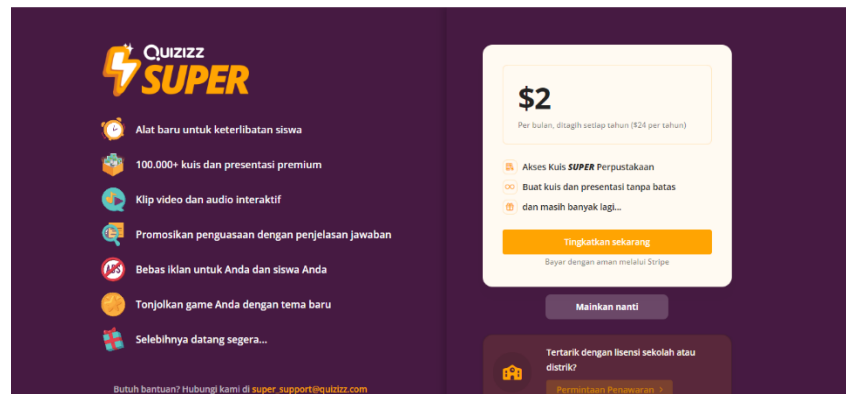 Quizizz
SUPER
Alat baru untuk keterlibatan siswa
100.000+ kuis dan presentasi premium
Klip video dan audio interaktif
Promosikan penguasaan dengan penjelasan jawaban
ADS
Bebas iklan untuk Anda dan siswa Anda
Tonjolkan game Anda dengan tema baru
Selebihnya datang segera...
Butuh bantuan? Hubungi kami di super_support@quizizz.com
$2
Per bulan, ditagih setiap tahun ($24 per tahun)
Akses Kuis SUPER Perpustakaan
Buat kuis dan presentasi tanpa batas
dan masih banyak lagi...
Tingkatkan sekarang
Bayar dengan aman melalui Stripe
Mainkan nanti
Tertarik dengan lisensi sekolah atau
distrik?
Permintaan Penawaran >